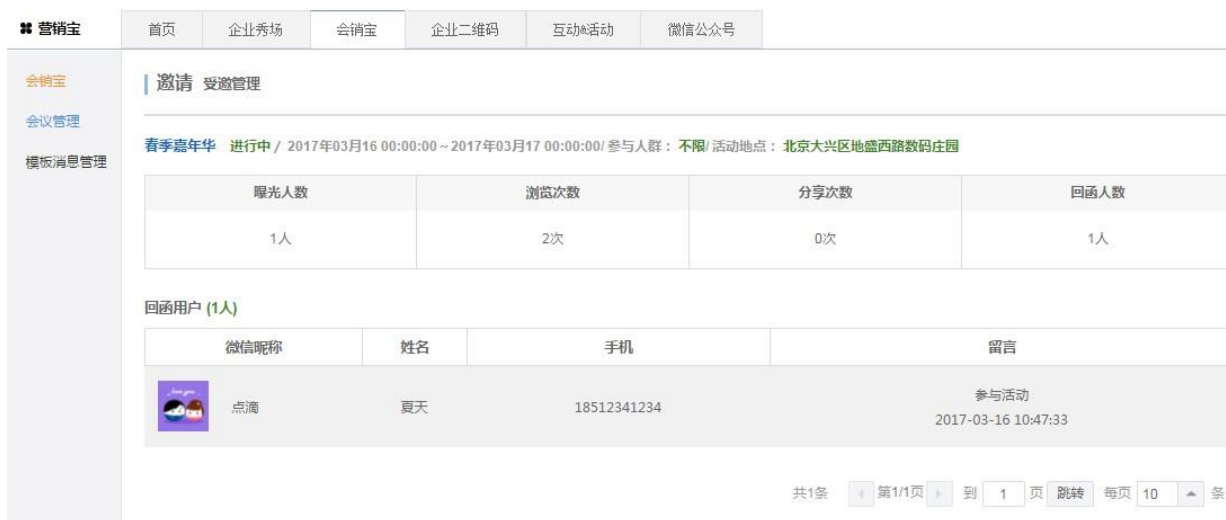 营销宝 首页 企业秀场 会销宝 企业二维码 互动&活动 微信公众号
会销宝
会议管理
模板消息管理
邀请 受邀管理
春季嘉年华 进行中 / 2017年03月16 00:00:00 ~ 2017年03月17 00:00:00/ 参与人群： 不限/ 活动地点： 北京大兴区地盛西路数码庄园
曝光人数 浏览次数 分享次数 回函人数
1人 2次 0次 1人
回函用户 (1人)
微信昵称 姓名 手机 留言
点滴 夏天 18512341234 参与活动
2017-03-16 10:47:33
共1条 第1/1页 到 1 页 跳转 每页 10 条